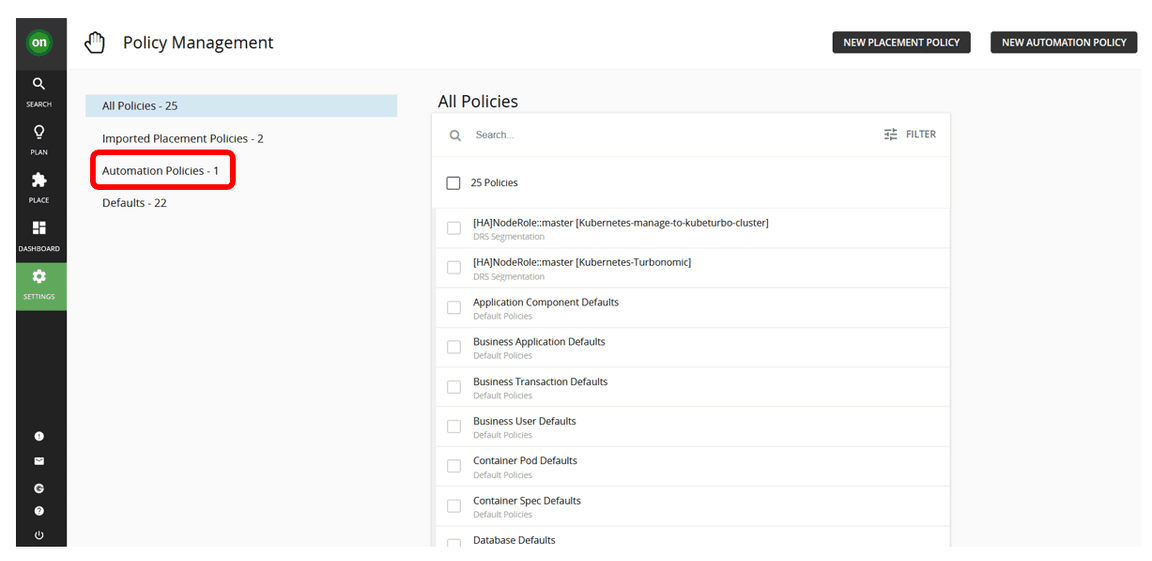 on
Policy Management
NEW PLACEMENT POLICY
NEW AUTOMATION POLICY
SEARCH
PLAN
PLACE
DASHBOARD
SETTINGS
All Policies - 25
Imported Placement Policies - 2
Automation Policies - 1
Defaults - 22
All Policies
Search...
FILTER
25 Policies
[HA]NodeRole::master [Kubernetes-manage-to-kubeturbo-cluster]
DRS Segmentation
[HA]NodeRole::master [Kubernetes-Turbonomic]
DRS Segmentation
Application Component Defaults
Default Policies
Business Application Defaults
Default Policies
Business Transaction Defaults
Default Policies
Business User Defaults
Default Policies
Container Pod Defaults
Default Policies
Container Spec Defaults
Default Policies
Database Defaults